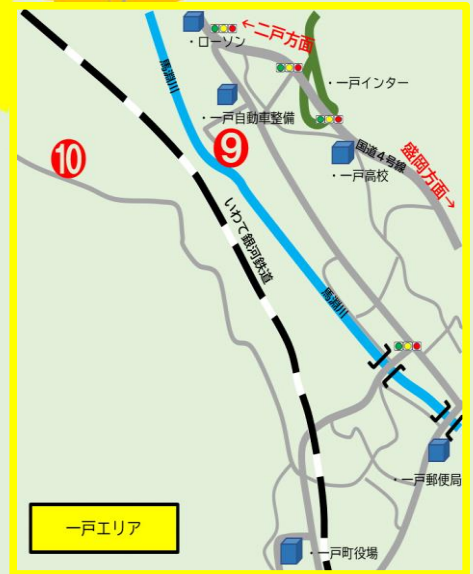 ←二戸方面
・ローソン
馬淵川
・一戸インター
・一戸自動車整備
9
国道4号線
盛岡方面→
10
・一戸高校
いわて銀河鉄道
馬淵川
・一戸郵便局
一戸エリア
・一戸町役場